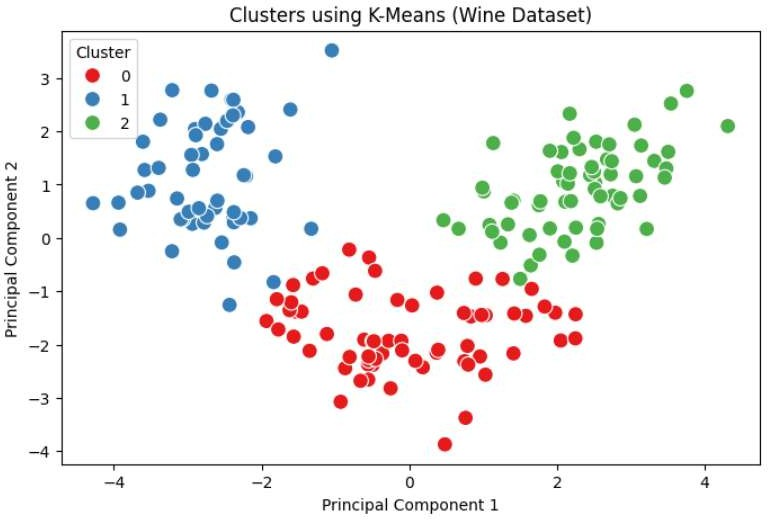 Clusters using K-Means (Wine Dataset)
Cluster
0
1
2
3
2
1
0
−1
−2
−3
−4
Principal Component 2
−4 −2 0 2 4
Principal Component 1